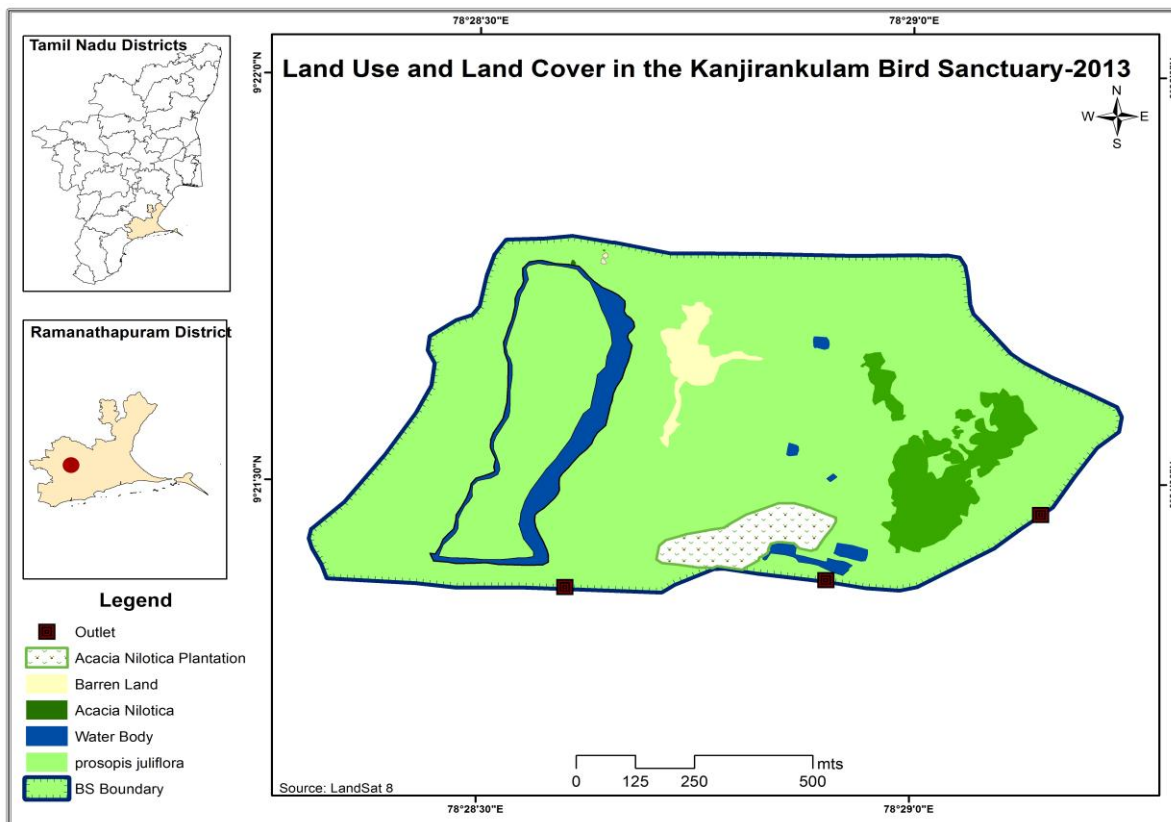 78°28'30"E
78°29'0"E
Tamil Nadu Districts
Land Use and Land Cover in the Kanjirankulam Bird Sanctuary-2013
9°22'0"N
N
W
E
S
Ramanathapuram District
9°21'30"N
Legend
Outlet
Acacia Nilotica Plantation
Barren Land
Acacia Nilotica
Water Body
prosopis juliflora
BS Boundary
mts
0 125 250 500
Source: LandSat 8
78°28'30"E
78°29'0"E